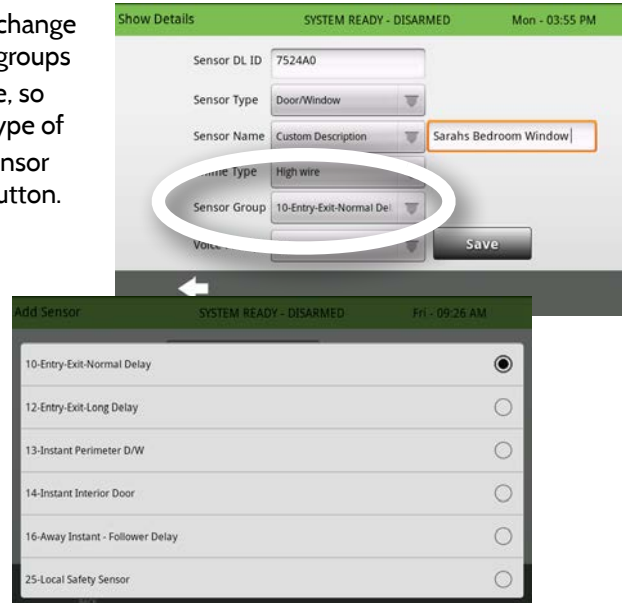 change
groups
, so
ype of
nsor
utton.
Show Details SYSTEM READY - DISARMED Mon - 03:55 PM
Sensor DL ID 7524A0
Sensor Type Door/Window
Sensor Name Custom Description Sarahs Bedroom Window
Type High wire
Sensor Group 10-Entry-Exit-Normal Del
Save
Add Sensor SYSTEM READY - DISARMED Fri - 09:26 AM
10-Entry-Exit-Normal Delay
12-Entry-Exit-Long Delay
13-Instant Perimeter D/W
14-Instant Interior Door
16-Away Instant - Follower Delay
25-Local Safety Sensor